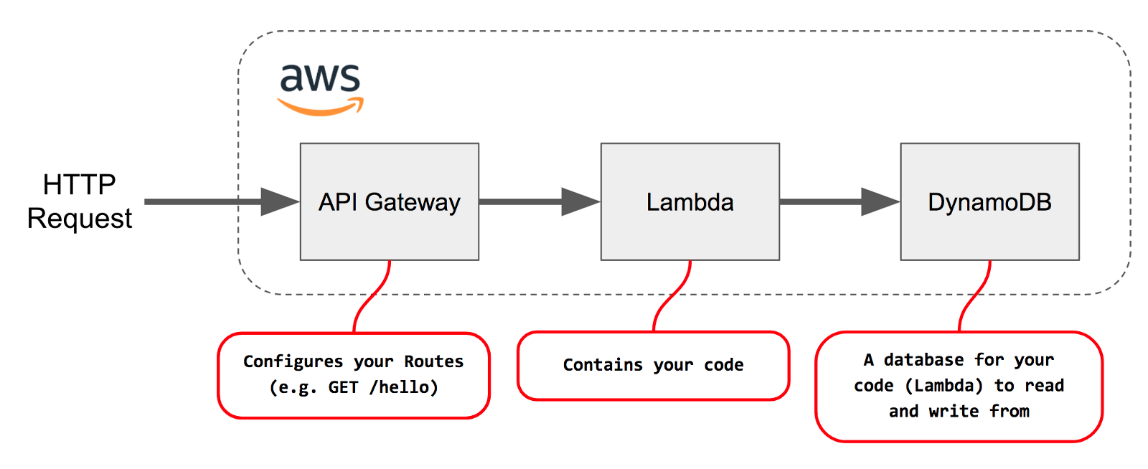 aws
HTTP
Request
API Gateway
Lambda
DynamoDB
Configures your Routes
(e.g. GET /hello)
Contains your code
A database for your
code (Lambda) to read
and write from